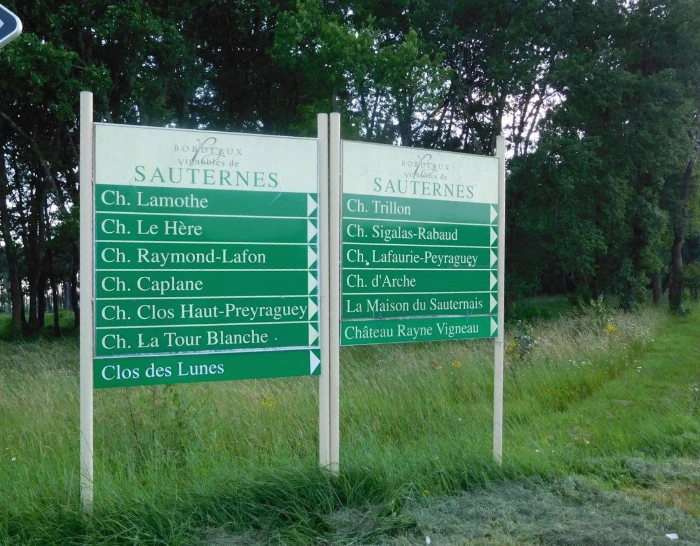 BORDEAUX
Vignobles de
SAUTERNES
Ch. Lamothe
Ch. Le Hère
Ch. Raymond-Lafon
Ch. Caplane
Ch. Clos Haut-Preyraguey
Ch. La Tour Blanche
Clos des Lunes
BORDEAUX
Vignobles de
SAUTERNES
Ch. Trillon
Ch. Sigalas-Rabaud
Ch. Lafaurie-Peyraguey
Ch. d'Arche
La Maison du Sauternais
Château Rayne Vigneau